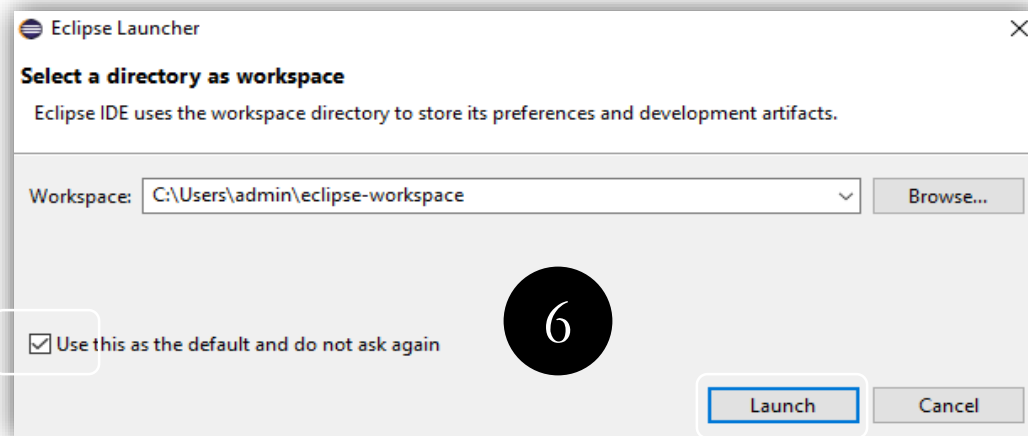 Eclipse Launcher
Select a directory as workspace
Eclipse IDE uses the workspace directory to store its preferences and development artifacts.
Workspace: C:\Users\admin\eclipse-workspace Browse...
6
Use this as the default and do not ask again
Launch Cancel